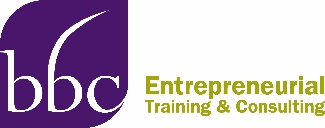 bbc
Entrepreneurial
Training & Consulting